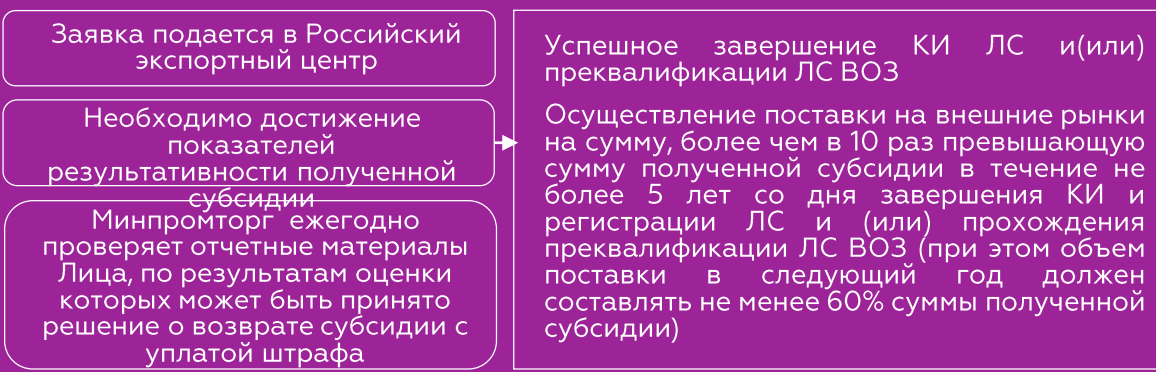 Заявка подается в Российский
экспортный центр
Необходимо достижение
показателей
результативности полученной
субсидии
Минпромторг ежегодно
проверяет отчетные материалы
Лица, по результатам оценки
которых может быть принято
решение о возврате субсидии с
уплатой штрафа
Успешное завершение КИ ЛС и(или)
преквалификации ЛС ВОЗ
Осуществление поставки на внешние рынки
на сумму, более чем в 10 раз превышающую
сумму полученной субсидии в течение не
более 5 лет со дня завершения КИ и
регистрации ЛС и (или) прохождения
преквалификации ЛС ВОЗ (при этом объем
поставки в следующий год должен
составлять не менее 60% суммы полученной
субсидии)